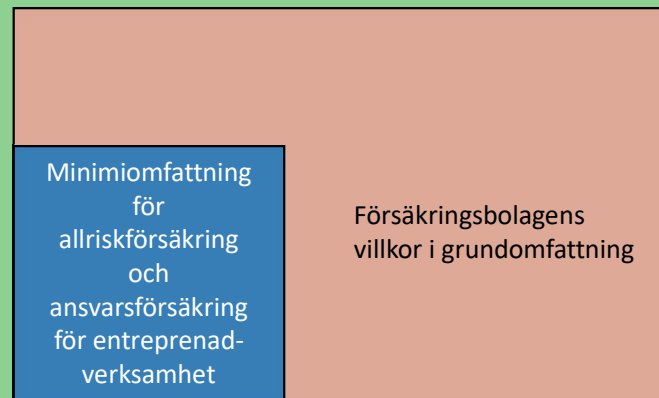 Minimiomfattning
för
allriskförsäkring
och
ansvarsförsäkring
för entreprenad-
verksamhet
Försäkringsbolagens
villkor i grundomfattning